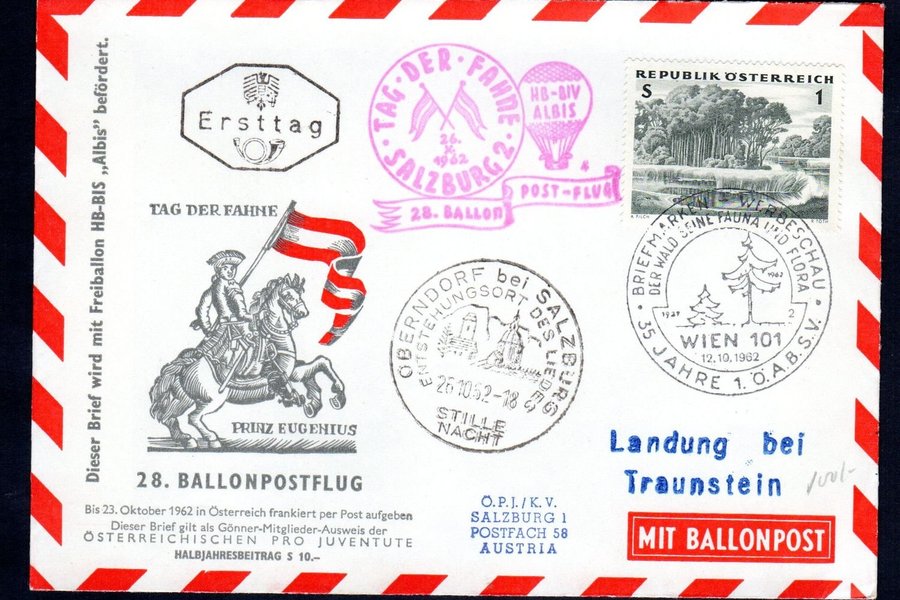 Dieser Brief wird mit Freiballon HB-BIS „Albis" befördert.
Ersttag
TAG · DER · FAHNE
26.
X.
1962
· SALZBURG 2 ·
HB-BIV
ALBIS
28. BALLON POST-FLUG
REPUBLIK ÖSTERREICH
S 1
TAG DER FAHNE
PRINZ EUGENIUS
28. BALLONPOSTFLUG
Bis 23. Oktober 1962 in Österreich frankiert per Post aufgeben
Dieser Brief gilt als Gönner-Mitglieder-Ausweis der
ÖSTERREICHISCHEN PRO JUVENTUTE
HALBJAHRESBEITRAG S 10.–
OBERNDORF bei SALZBURG
ENTSTEHUNGSORT DES LIEDES
26.10.62-18
STILLE
NACHT
BRIEFMARKEN - WERBESCHAU
DER WALD SEINE FAUNA UND FLORA
1962
2
WIEN 101
12.10.1962
· 35 JAHRE 1. Ö.A.B.S.V. ·
Landung bei
Traunstein
Ö.P.J./K.V.
SALZBURG 1
POSTFACH 58
AUSTRIA
MIT BALLONPOST